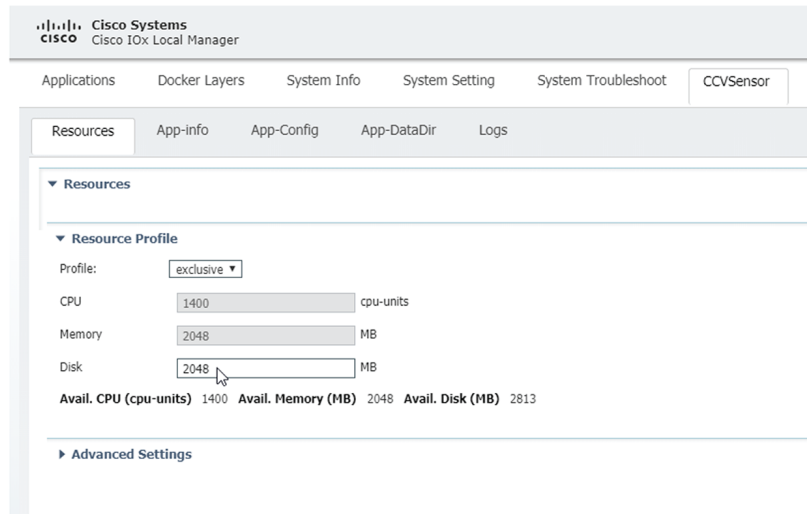 Cisco Systems
CISCO Cisco IOx Local Manager
Applications Docker Layers System Info System Setting System Troubleshoot CCVSensor
Resources App-info App-Config App-DataDir Logs
Resources
Resource Profile
Profile: exclusive
CPU 1400 cpu-units
Memory 2048 MB
Disk 2048 MB
Avail. CPU (cpu-units) 1400 Avail. Memory (MB) 2048 Avail. Disk (MB) 2813
Advanced Settings